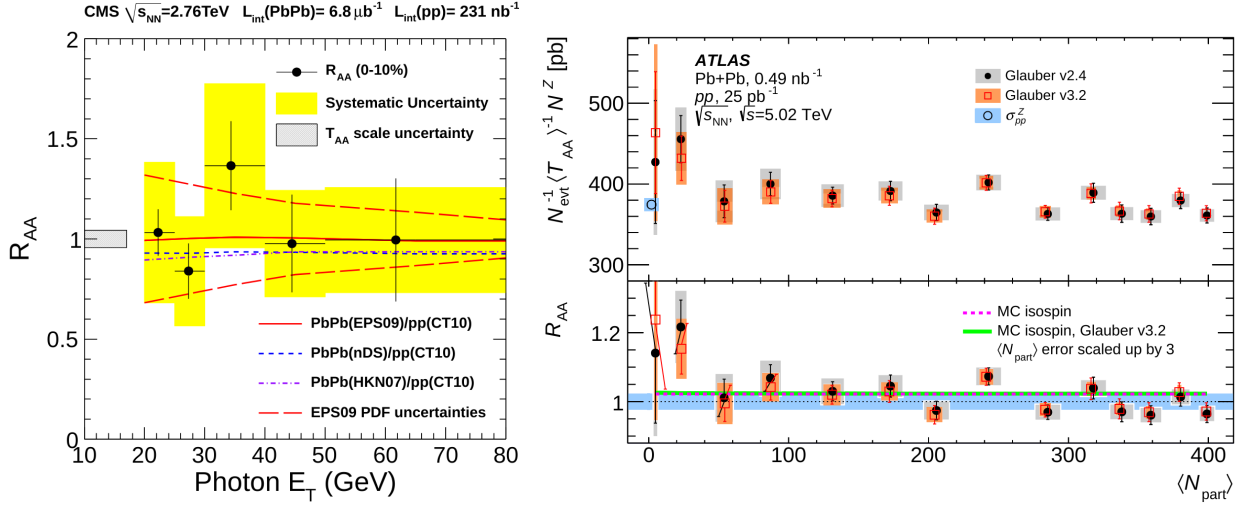 CMS √sNN=2.76TeV Lint(PbPb)= 6.8 μb-1 Lint(pp)= 231 nb-1
2
1.5
1
0.5
0
RAA
RAA (0-10%)
Systematic Uncertainty
TAA scale uncertainty
PbPb(EPS09)/pp(CT10)
PbPb(nDS)/pp(CT10)
PbPb(HKN07)/pp(CT10)
EPS09 PDF uncertainties
10 20 30 40 50 60 70 80
Photon ET (GeV)
N-1evt ⟨TAA⟩-1 NZ [pb]
500
400
300
ATLAS
Pb+Pb, 0.49 nb-1
pp, 25 pb-1
√sNN, √s=5.02 TeV
Glauber v2.4
Glauber v3.2
σZpp
RAA
1.2
1
MC isospin
MC isospin, Glauber v3.2
⟨Npart⟩ error scaled up by 3
0 100 200 300 400
⟨Npart⟩